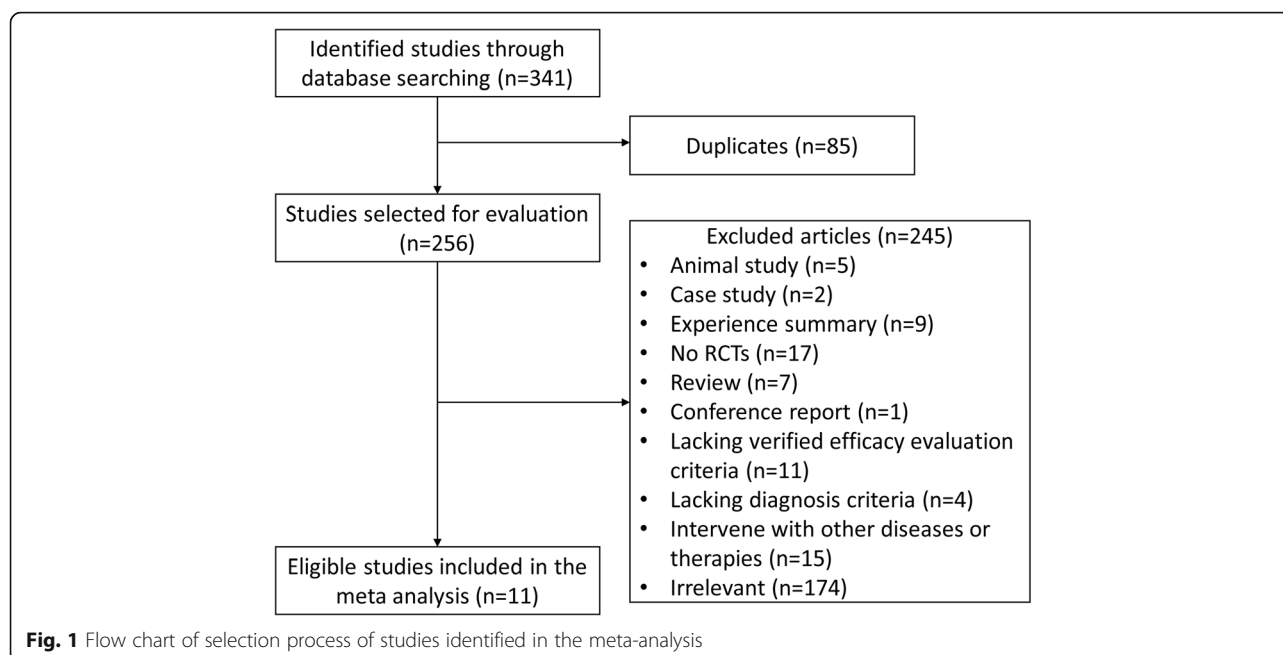 Identified studies through
database searching (n=341)
Duplicates (n=85)
Studies selected for evaluation
(n=256)
Excluded articles (n=245)
• Animal study (n=5)
• Case study (n=2)
• Experience summary (n=9)
• No RCTs (n=17)
• Review (n=7)
• Conference report (n=1)
• Lacking verified efficacy evaluation
criteria (n=11)
• Lacking diagnosis criteria (n=4)
• Intervene with other diseases or
therapies (n=15)
• Irrelevant (n=174)
Eligible studies included in the
meta analysis (n=11)
Fig. 1 Flow chart of selection process of studies identified in the meta-analysis